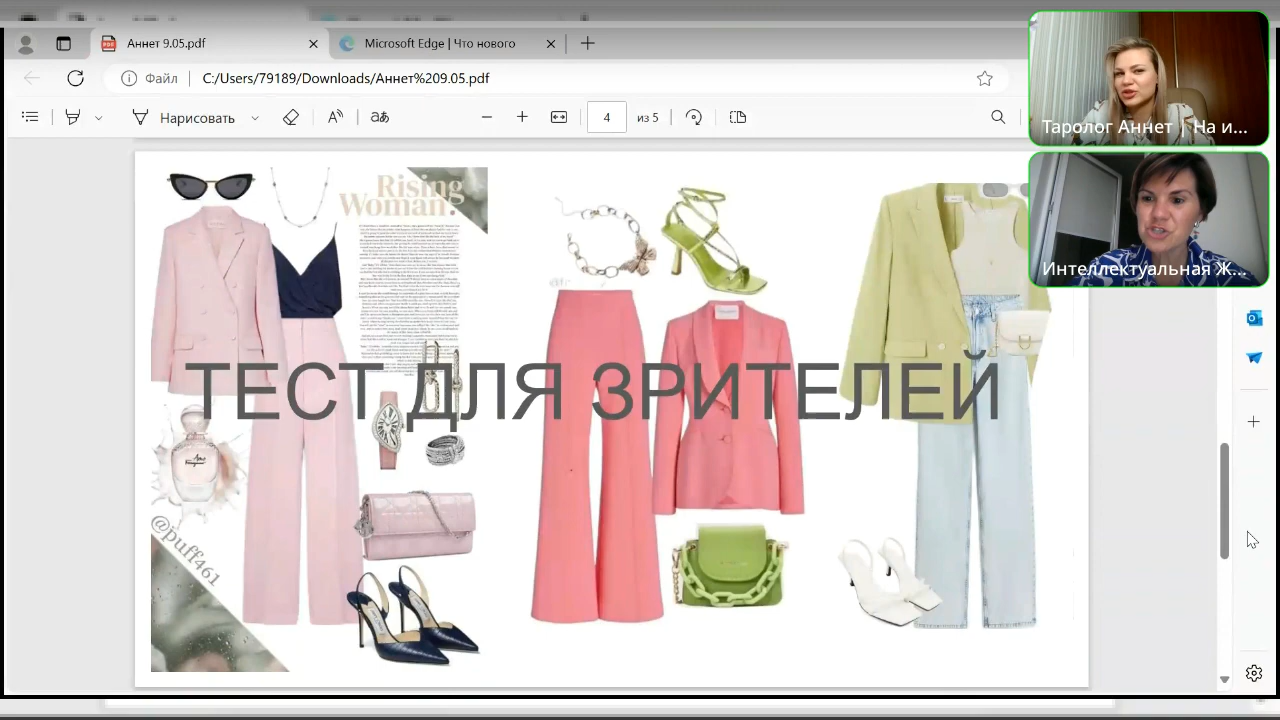 Аннет 9.05.pdf
Microsoft Edge | Что нового
Файл
C:/Users/79189/Downloads/Аннет%209.05.pdf
Нарисовать
4
из 5
Таролог Аннет | На и...
Интеллектуальная Ж...
Rising
Woman.
ТЕСТ ДЛЯ ЗРИТЕЛЕЙ
@puff461